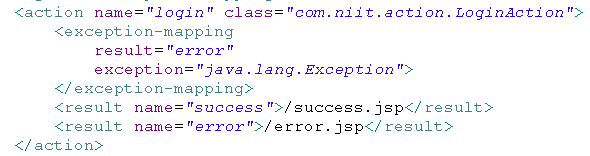 <action name="login" class="com.niit.action.LoginAction">
<exception-mapping
result="error"
exception="java.lang.Exception">
</exception-mapping>
<result name="success">/success.jsp</result>
<result name="error">/error.jsp</result>
</action>